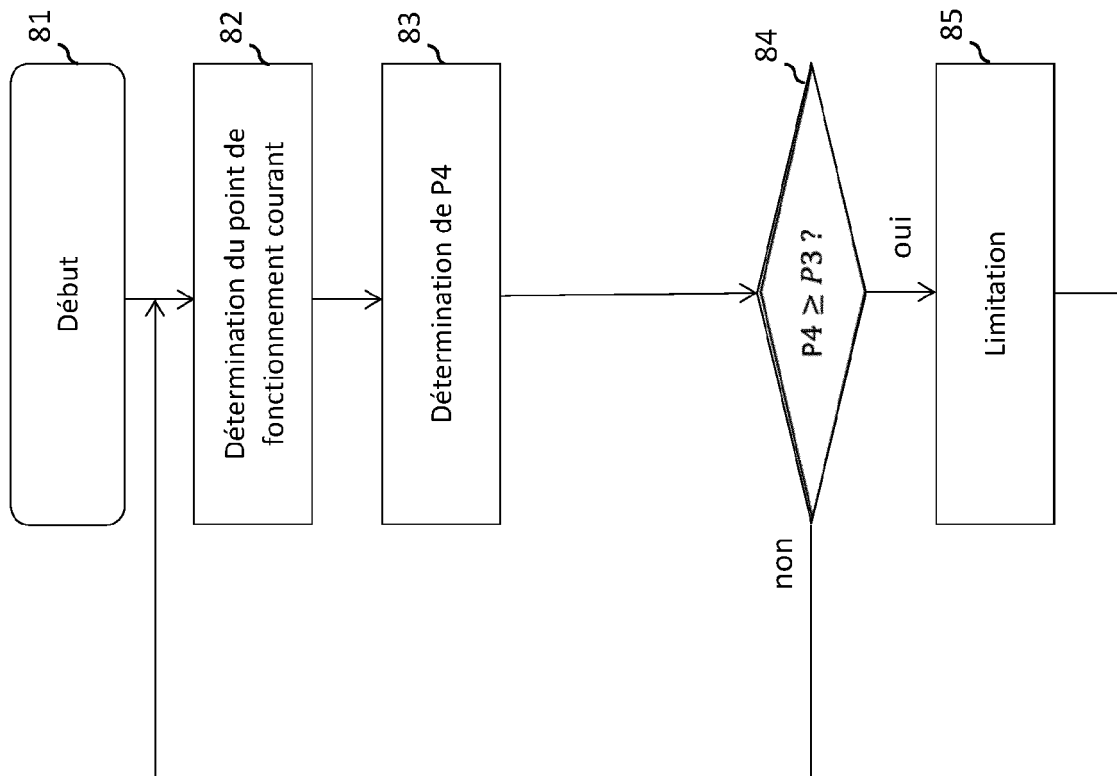 81
Début
82
Détermination du point de
fonctionnement courant
83
Détermination de P4
84
P4 ≥ P3 ?
non
oui
85
Limitation